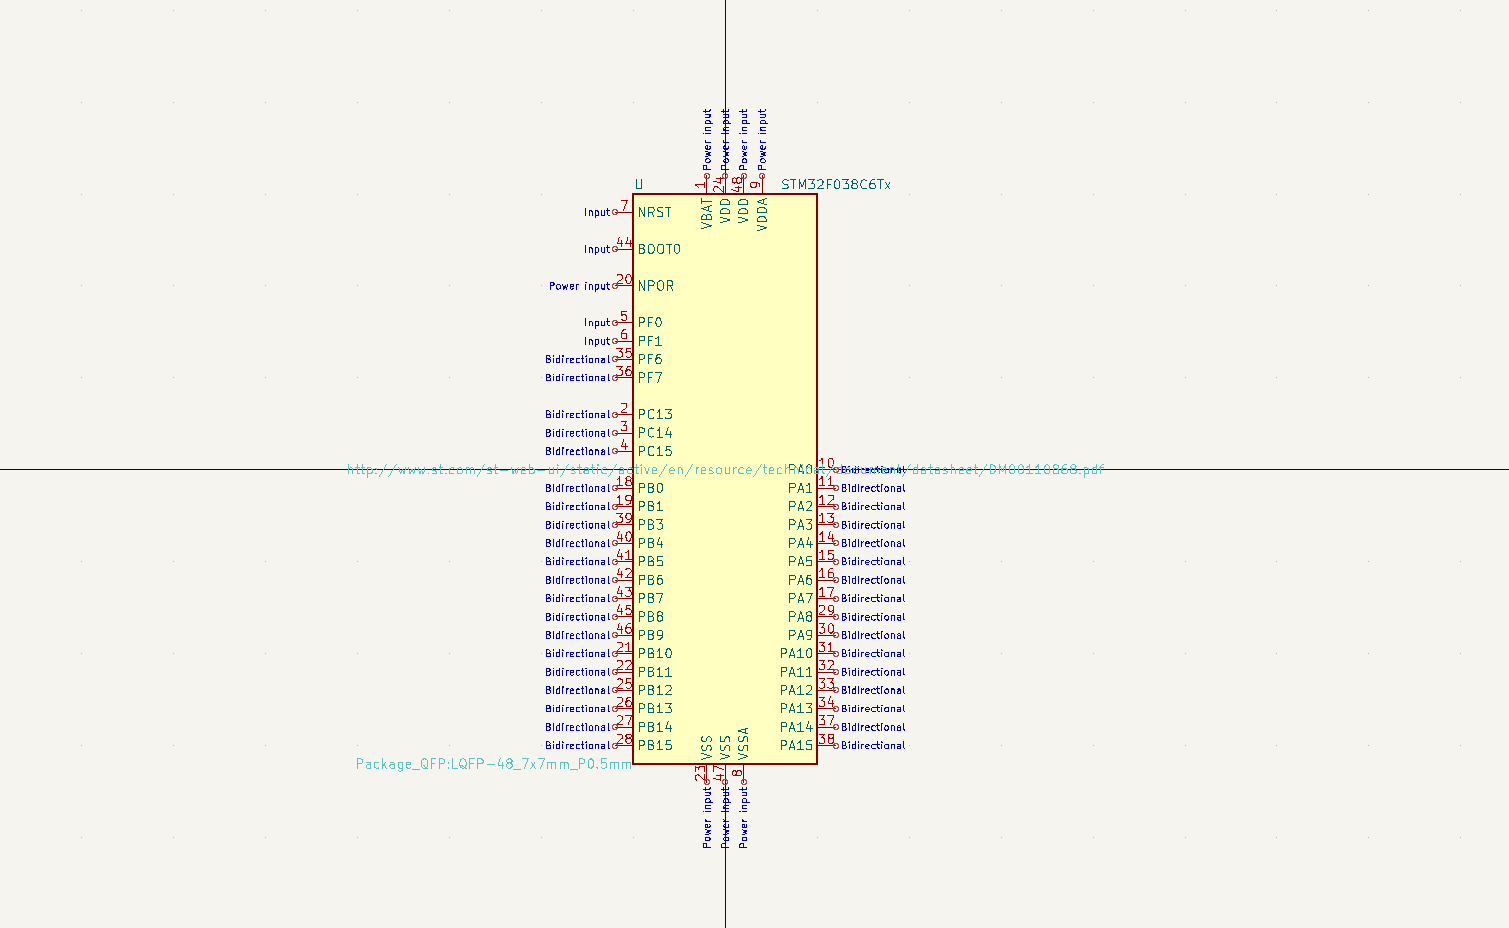 Power input Power input Power input Power input
1 24 48 9
U STM32F038C6Tx
VBAT VDD VDD VDDA
Input 7 NRST
Input 44 BOOT0
Power input 20 NPOR
Input 5 PF0
Input 6 PF1
Bidirectional 35 PF6
Bidirectional 36 PF7
Bidirectional 2 PC13
Bidirectional 3 PC14
Bidirectional 4 PC15
PA0 10 Bidirectional
http://www.st.com/st-web-ui/static/active/en/resource/technical/document/datasheet/DM00110868.pdf
Bidirectional 18 PB0 PA1 11 Bidirectional
Bidirectional 19 PB1 PA2 12 Bidirectional
Bidirectional 39 PB3 PA3 13 Bidirectional
Bidirectional 40 PB4 PA4 14 Bidirectional
Bidirectional 41 PB5 PA5 15 Bidirectional
Bidirectional 42 PB6 PA6 16 Bidirectional
Bidirectional 43 PB7 PA7 17 Bidirectional
Bidirectional 45 PB8 PA8 29 Bidirectional
Bidirectional 46 PB9 PA9 30 Bidirectional
Bidirectional 21 PB10 PA10 31 Bidirectional
Bidirectional 22 PB11 PA11 32 Bidirectional
Bidirectional 25 PB12 PA12 33 Bidirectional
Bidirectional 26 PB13 PA13 34 Bidirectional
Bidirectional 27 PB14 PA14 37 Bidirectional
Bidirectional 28 PB15 PA15 38 Bidirectional
VSS VSS VSSA
Package_QFP:LQFP-48_7x7mm_P0.5mm
23 47 8
Power input Power input Power input